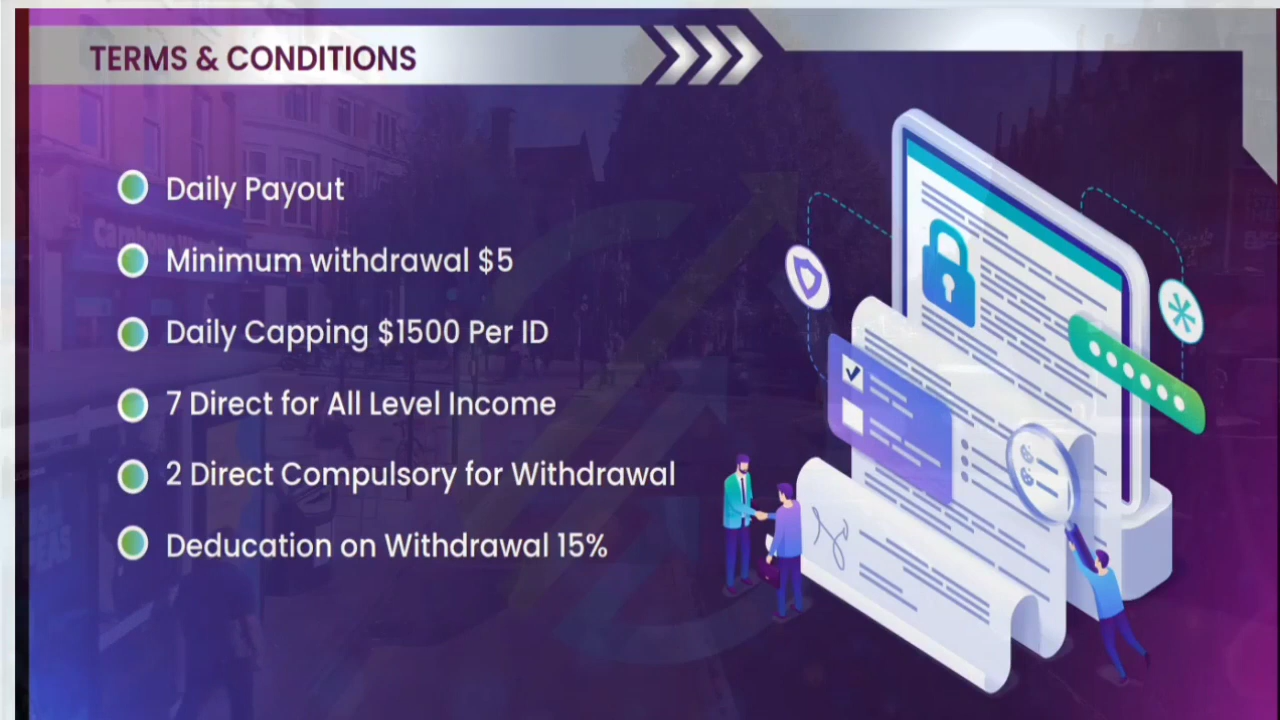 TERMS & CONDITIONS
Daily Payout
Minimum withdrawal $5
Daily Capping $1500 Per ID
7 Direct for All Level Income
2 Direct Compulsory for Withdrawal
Deducation on Withdrawal 15%